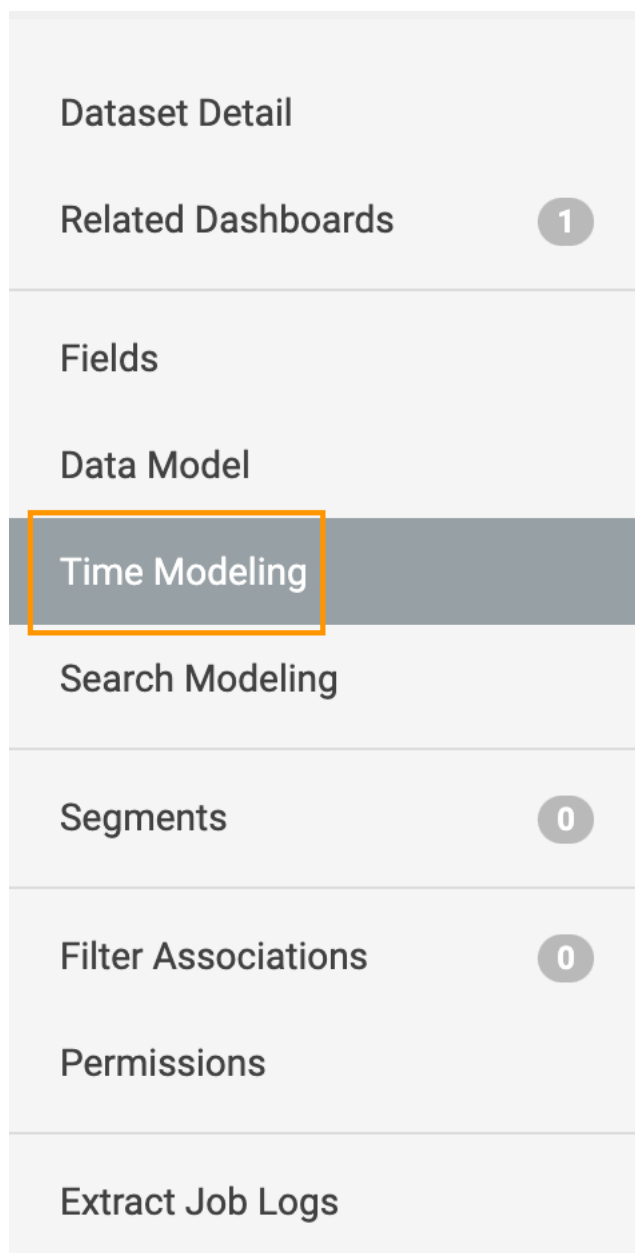 Dataset Detail
Related Dashboards 1
Fields
Data Model
Time Modeling
Search Modeling
Segments 0
Filter Associations 0
Permissions
Extract Job Logs